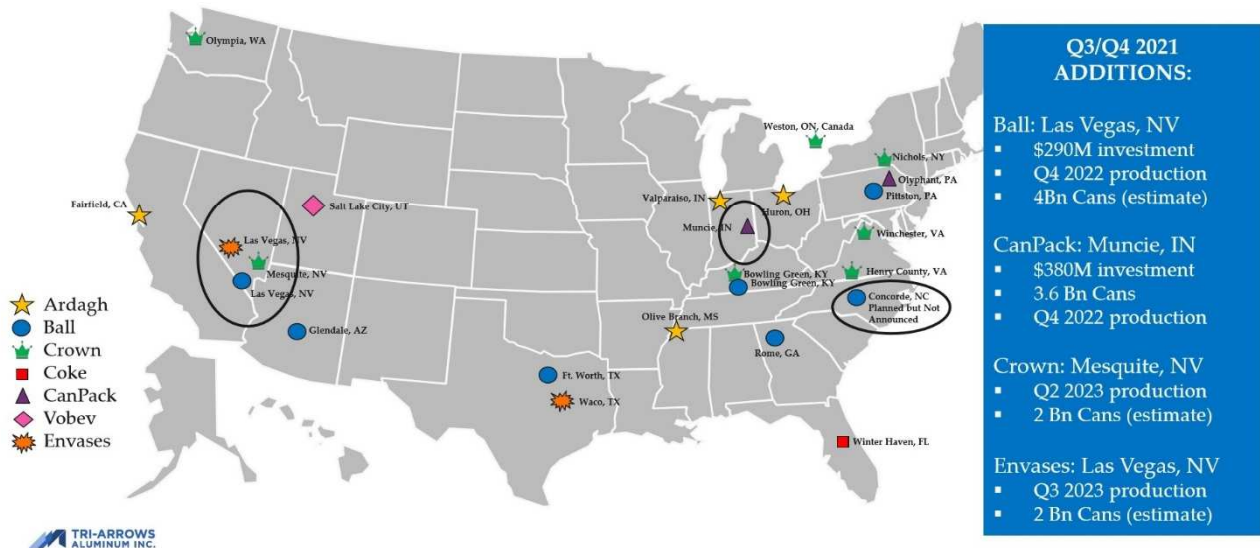 Olympia, WA
Weston, ON, Canada
Nichols, NY
Olyphant, PA
Pittston, PA
Fairfield, CA
Salt Lake City, UT
Valparaiso, IN
Huron, OH
Muncie, IN
Winchester, VA
Las Vegas, NV
Mesquite, NV
Las Vegas, NV
Bowling Green, KY
Bowling Green, KY
Henry County, VA
Concorde, NC
Planned but Not
Announced
Glendale, AZ
Olive Branch, MS
Rome, GA
Ft. Worth, TX
Waco, TX
Winter Haven, FL
Ardagh
Ball
Crown
Coke
CanPack
Vobev
Envases
TRI-ARROWS
ALUMINUM INC.
Q3/Q4 2021
ADDITIONS:
Ball: Las Vegas, NV
▪ $290M investment
▪ Q4 2022 production
▪ 4Bn Cans (estimate)
CanPack: Muncie, IN
▪ $380M investment
▪ 3.6 Bn Cans
▪ Q4 2022 production
Crown: Mesquite, NV
▪ Q2 2023 production
▪ 2 Bn Cans (estimate)
Envases: Las Vegas, NV
▪ Q3 2023 production
▪ 2 Bn Cans (estimate)